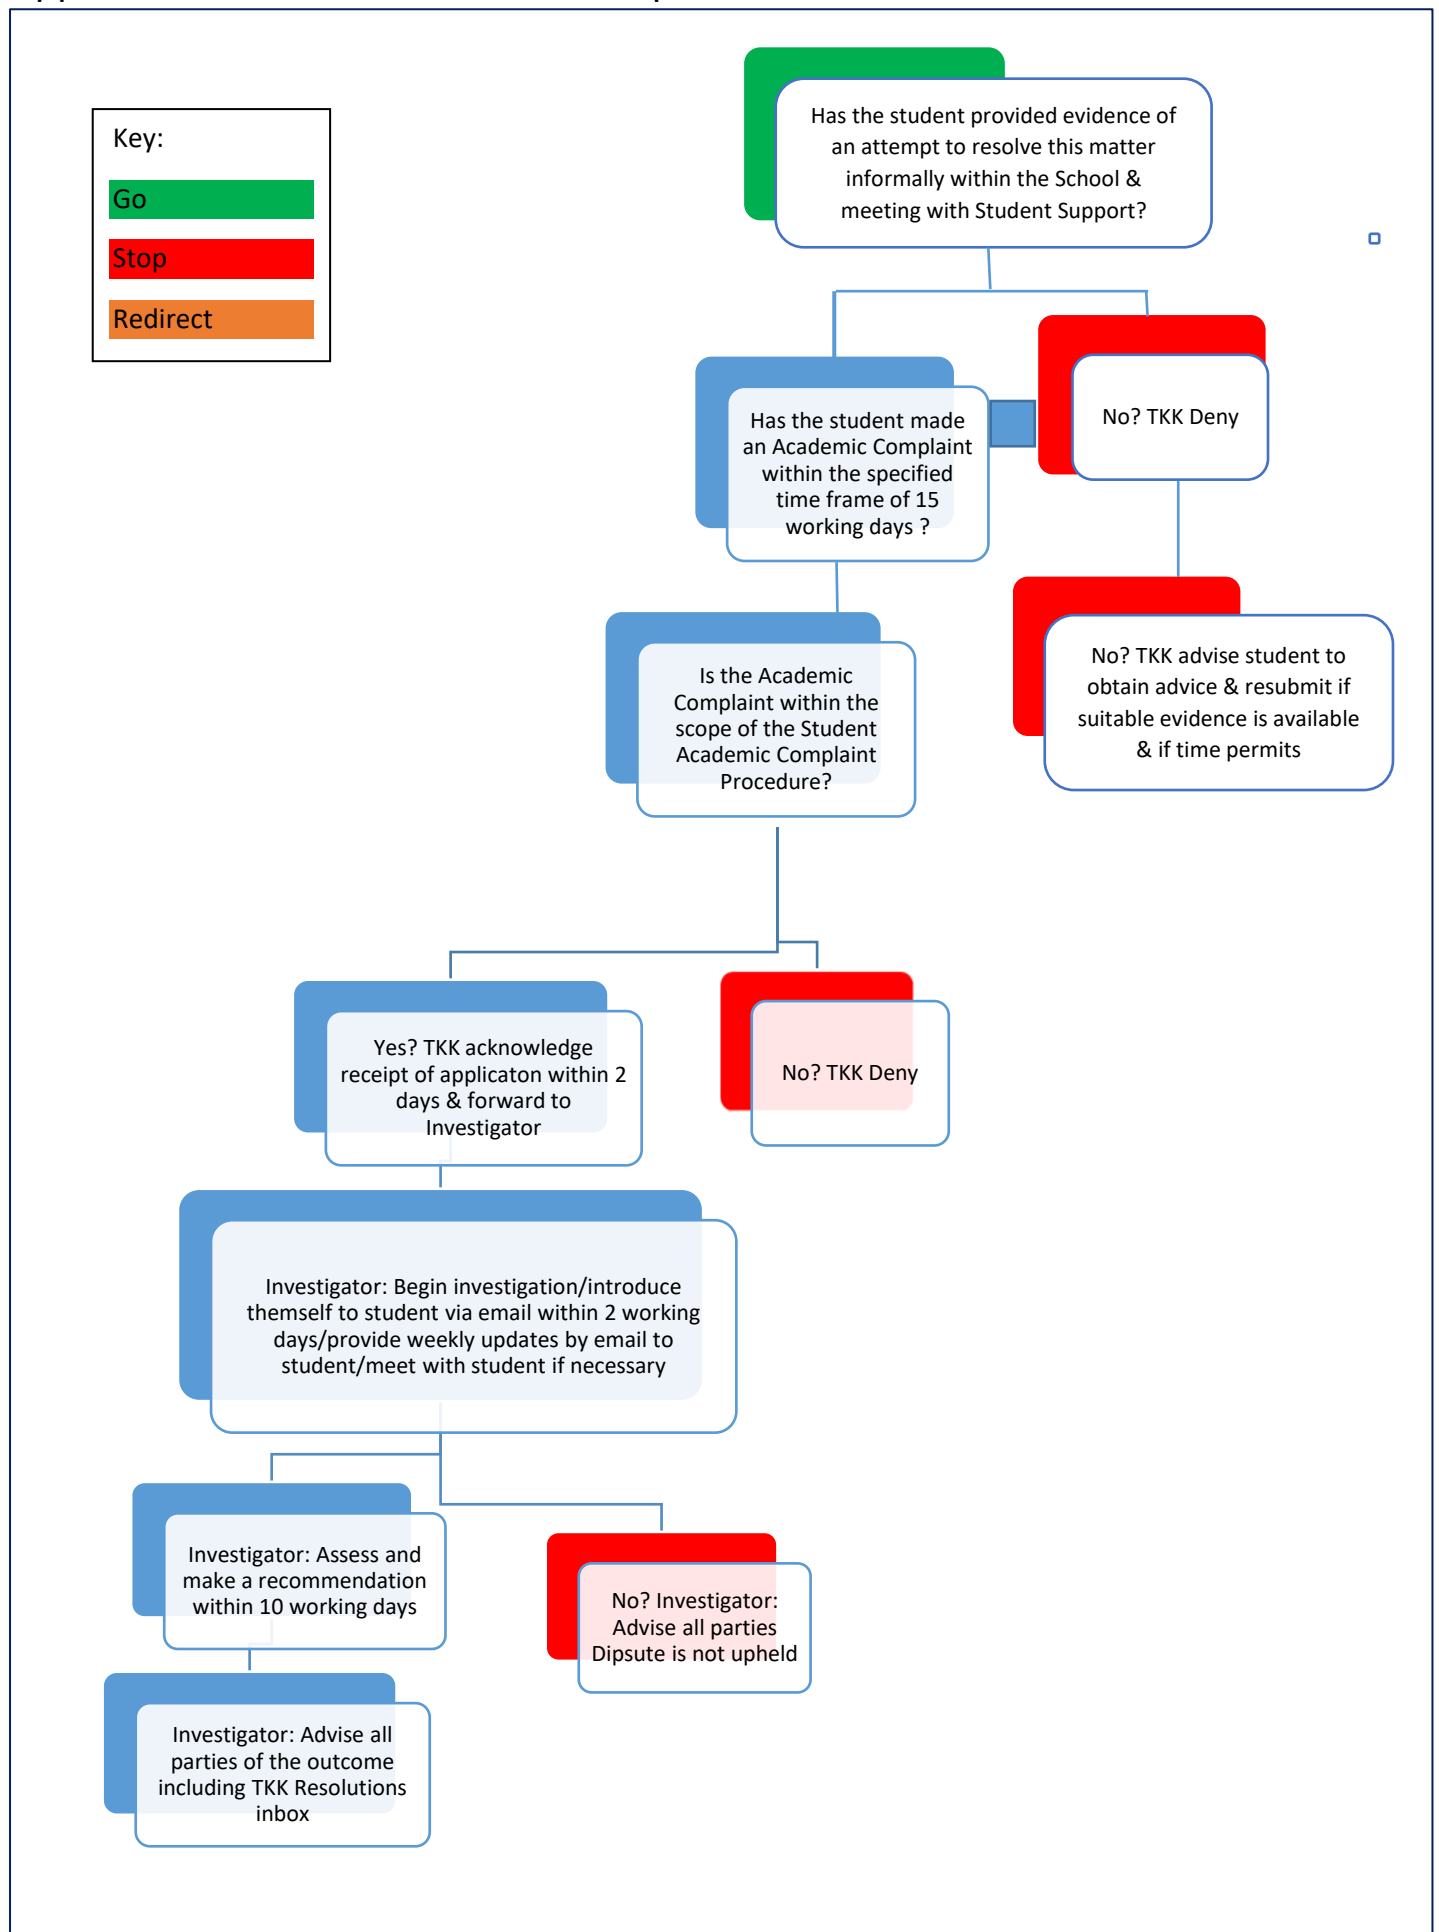 Key:
Go
Stop
Redirect
Has the student provided evidence of
an attempt to resolve this matter
informally within the School &
meeting with Student Support?
Has the student made
an Academic Complaint
within the specified
time frame of 15
working days ?
No? TKK Deny
No? TKK advise student to
obtain advice & resubmit if
suitable evidence is available
& if time permits
Is the Academic
Complaint within the
scope of the Student
Academic Complaint
Procedure?
Yes? TKK acknowledge
receipt of applicaton within 2
days & forward to
Investigator
No? TKK Deny
Investigator: Begin investigation/introduce
themself to student via email within 2 working
days/provide weekly updates by email to
student/meet with student if necessary
Investigator: Assess and
make a recommendation
within 10 working days
No? Investigator:
Advise all parties
Dipsute is not upheld
Investigator: Advise all
parties of the outcome
including TKK Resolutions
inbox